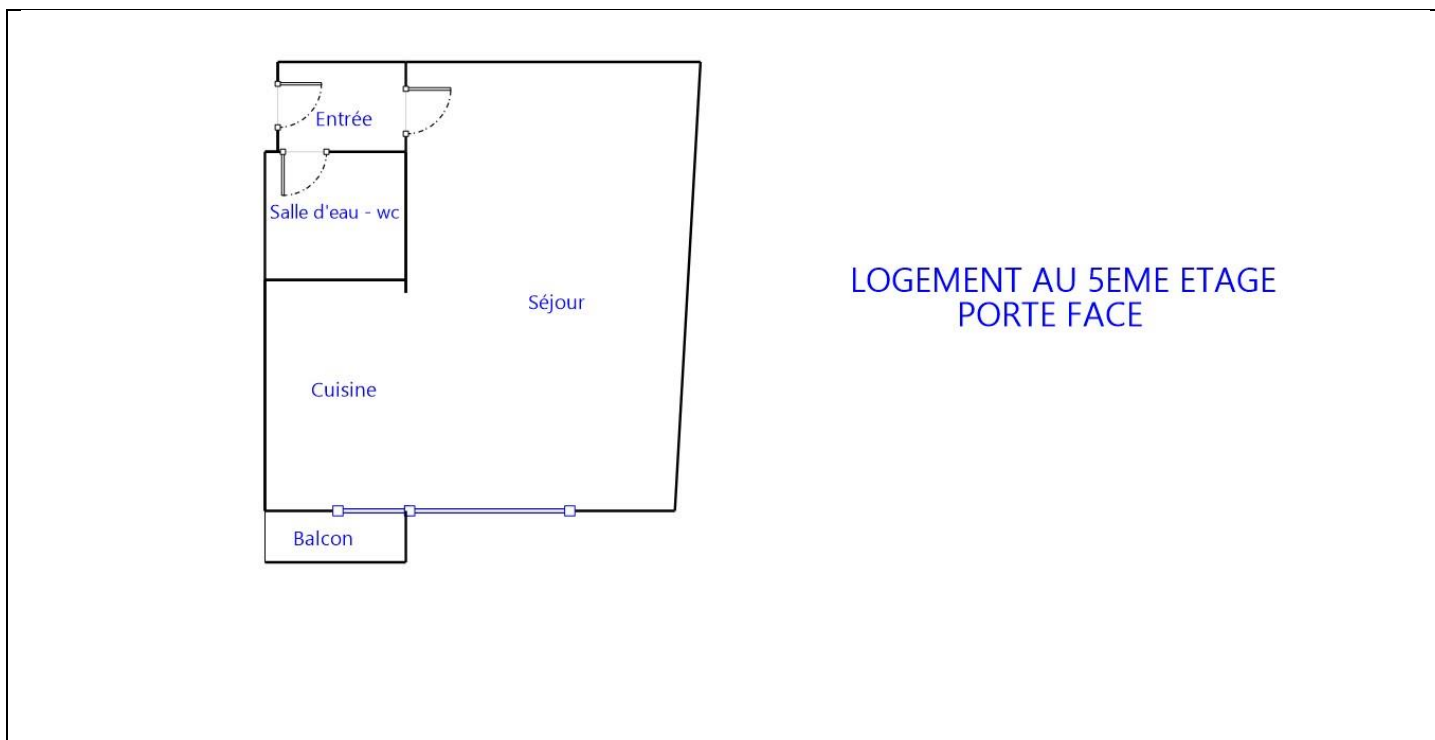 Entrée
Salle d'eau - wc
Séjour
Cuisine
Balcon
LOGEMENT AU 5EME ETAGE
PORTE FACE